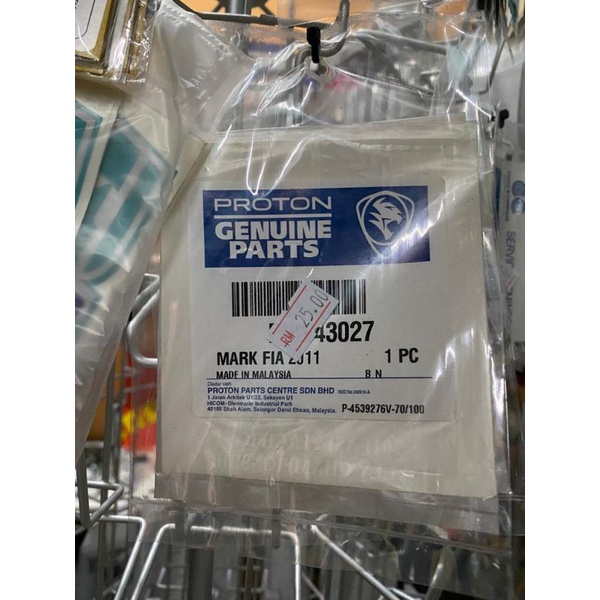 PROTON
GENUINE
PARTS
RM 25.00
43027
MARK FIA 2011 1 PC
MADE IN MALAYSIA B N
PROTON PARTS CENTRE SDN BHD
1 Jalan Arkitek U1/22, Seksyen U1
HICOM- Glenmarie Industrial Park
40150 Shah Alam, Selangor Darul Ehsan, Malaysia. P-4539276V-70/100
SERVI